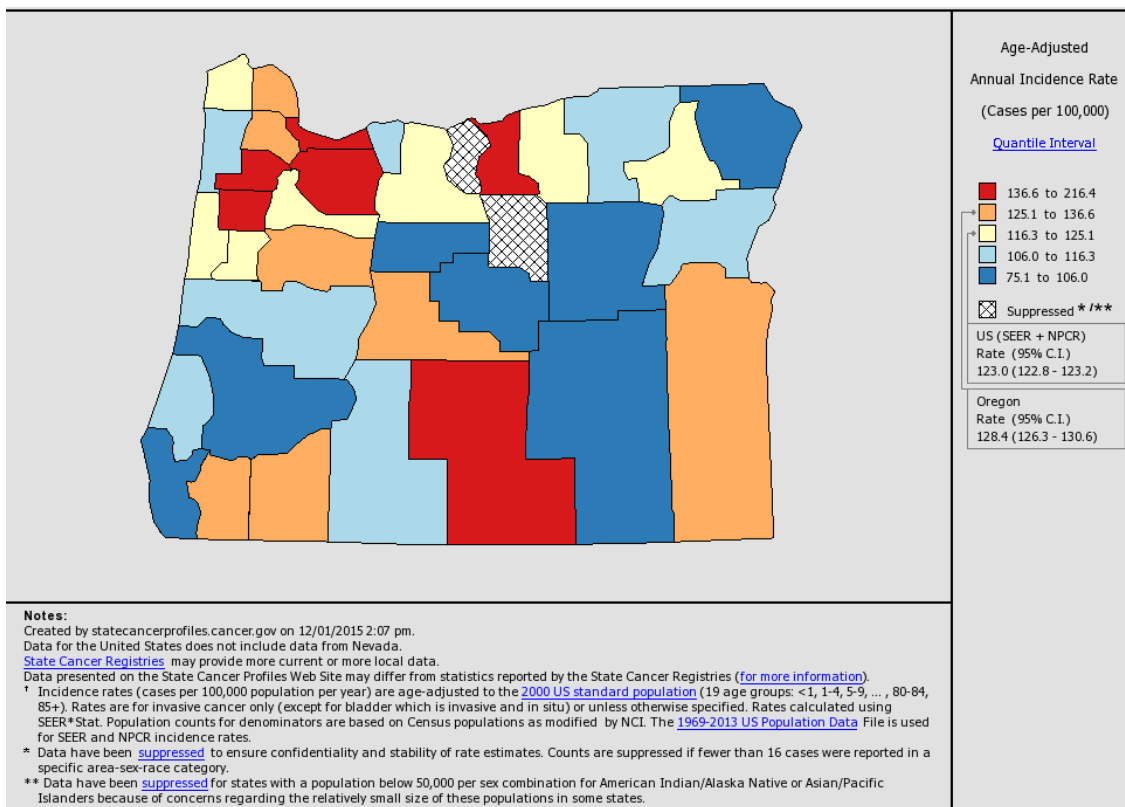 Age-Adjusted
Annual Incidence Rate
(Cases per 100,000)
Quantile Interval
136.6 to 216.4
125.1 to 136.6
116.3 to 125.1
106.0 to 116.3
75.1 to 106.0
Suppressed */**
US (SEER + NPCR)
Rate (95% C.I.)
123.0 (122.8 - 123.2)
Oregon
Rate (95% C.I.)
128.4 (126.3 - 130.6)
Notes:
Created by statecancerprofiles.cancer.gov on 12/01/2015 2:07 pm.
Data for the United States does not include data from Nevada.
State Cancer Registries may provide more current or more local data.
Data presented on the State Cancer Profiles Web Site may differ from statistics reported by the State Cancer Registries (for more information).
† Incidence rates (cases per 100,000 population per year) are age-adjusted to the 2000 US standard population (19 age groups: <1, 1-4, 5-9, ... , 80-84,
85+). Rates are for invasive cancer only (except for bladder which is invasive and in situ) or unless otherwise specified. Rates calculated using
SEER*Stat. Population counts for denominators are based on Census populations as modified by NCI. The 1969-2013 US Population Data File is used
for SEER and NPCR incidence rates.
* Data have been suppressed to ensure confidentiality and stability of rate estimates. Counts are suppressed if fewer than 16 cases were reported in a
specific area-sex-race category.
** Data have been suppressed for states with a population below 50,000 per sex combination for American Indian/Alaska Native or Asian/Pacific
Islanders because of concerns regarding the relatively small size of these populations in some states.